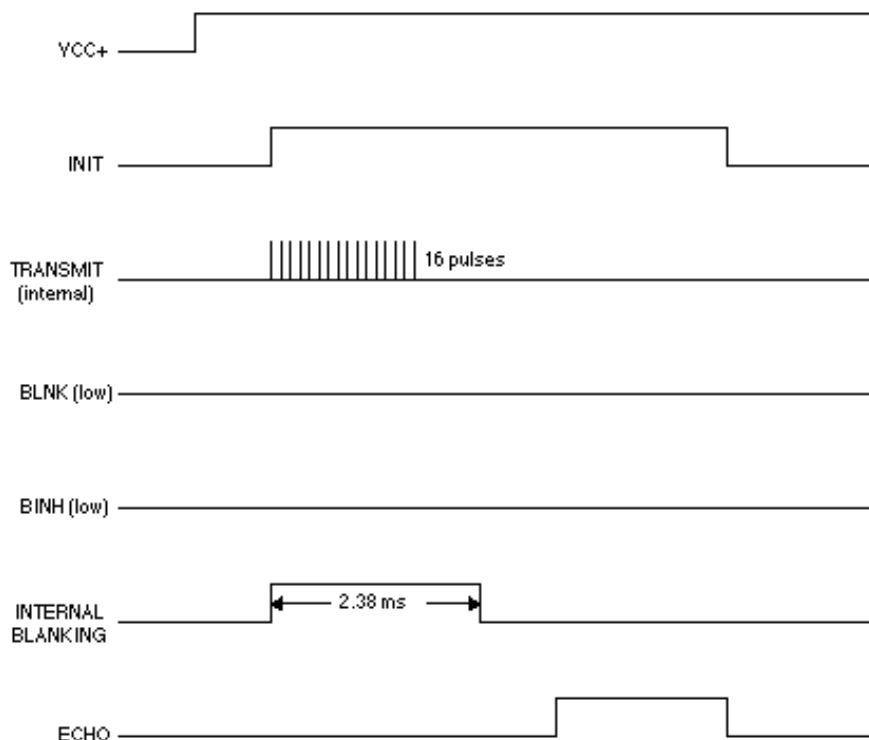 VCC+
INIT
TRANSMIT
(internal)
16 pulses
BLNK (low)
BINH (low)
INTERNAL
BLANKING
2.38 ms
ECHO